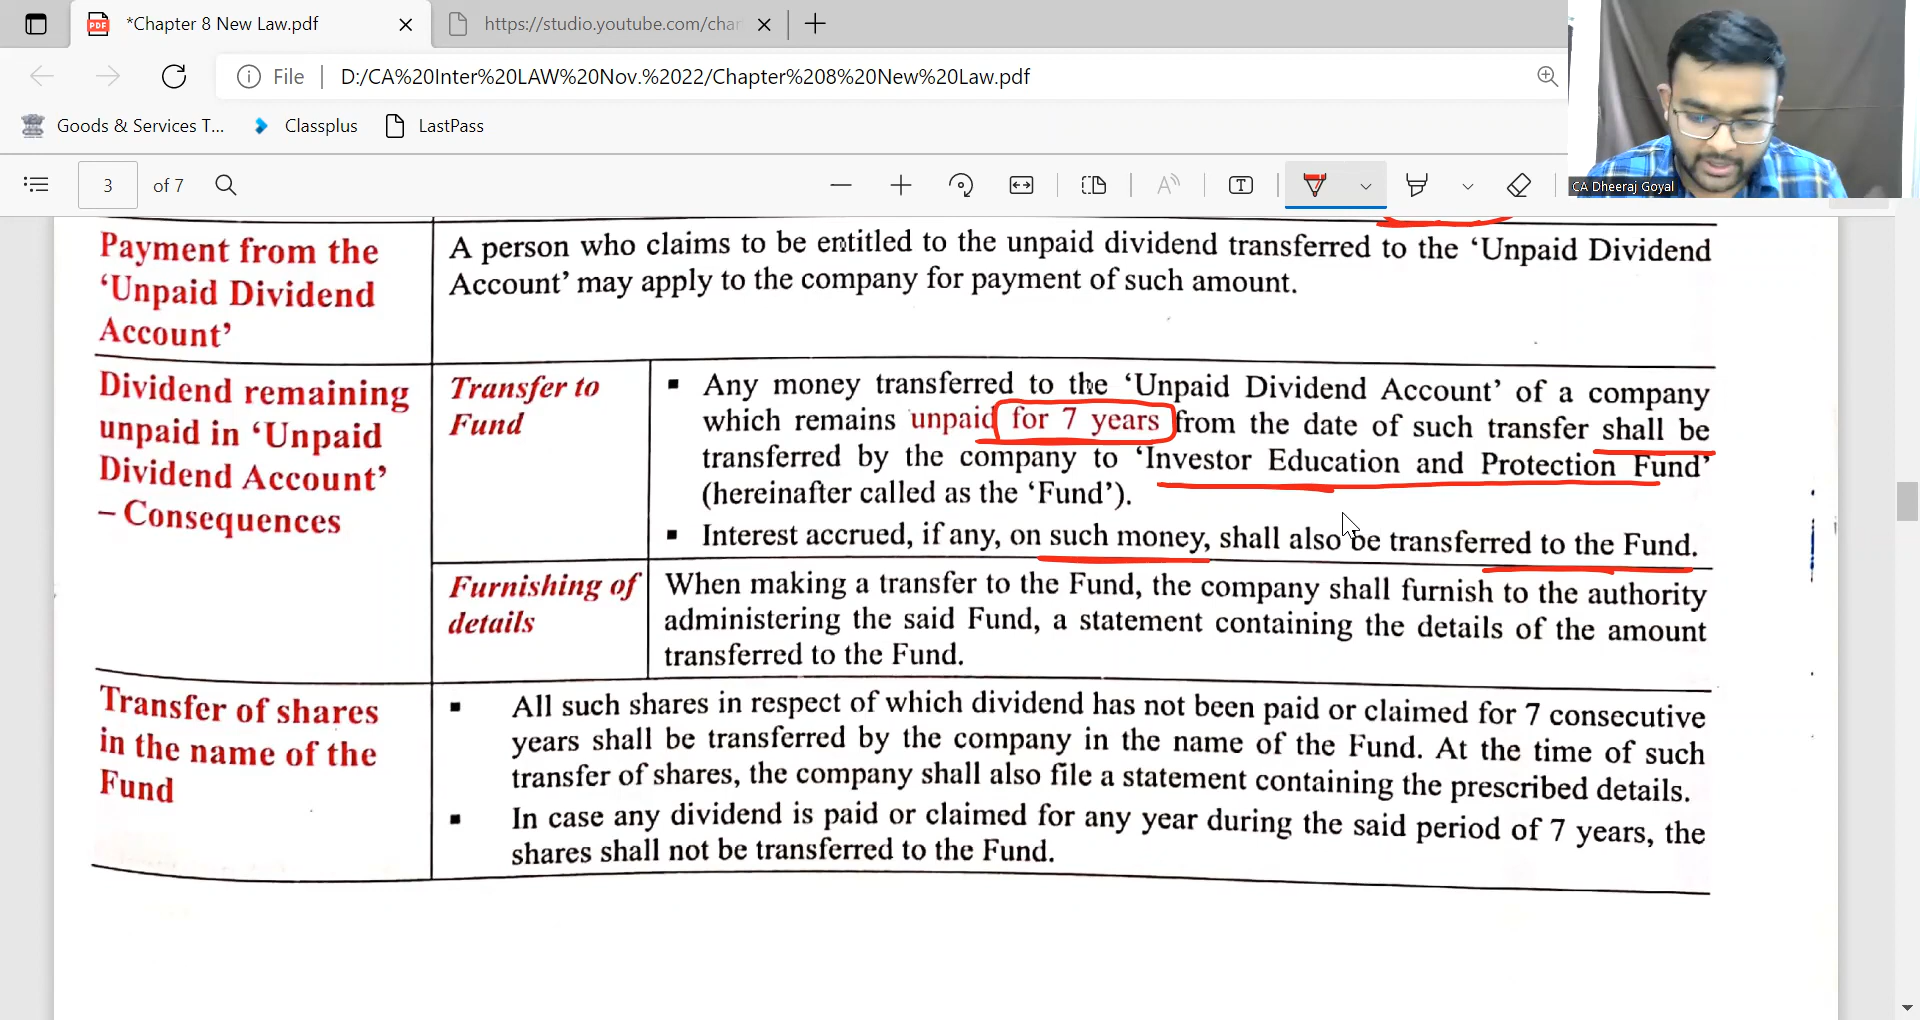 *Chapter 8 New Law.pdf
https://studio.youtube.com/chan
File
D:/CA%20Inter%20LAW%20Nov.%2022/Chapter%208%20New%20Law.pdf
Goods & Services T...
Classplus
LastPass
3 of 7
CA Dheeraj Goyal
Payment from the
‘Unpaid Dividend
Account’
A person who claims to be entitled to the unpaid dividend transferred to the ‘Unpaid Dividend
Account’ may apply to the company for payment of such amount.
Dividend remaining
unpaid in ‘Unpaid
Dividend Account’
– Consequences
Transfer to
Fund
▪ Any money transferred to the ‘Unpaid Dividend Account’ of a company
which remains unpaid for 7 years from the date of such transfer shall be
transferred by the company to ‘Investor Education and Protection Fund’
(hereinafter called as the ‘Fund’).
▪ Interest accrued, if any, on such money, shall also be transferred to the Fund.
Furnishing of
details
When making a transfer to the Fund, the company shall furnish to the authority
administering the said Fund, a statement containing the details of the amount
transferred to the Fund.
Transfer of shares
in the name of the
Fund
▪ All such shares in respect of which dividend has not been paid or claimed for 7 consecutive
years shall be transferred by the company in the name of the Fund. At the time of such
transfer of shares, the company shall also file a statement containing the prescribed details.
▪ In case any dividend is paid or claimed for any year during the said period of 7 years, the
shares shall not be transferred to the Fund.